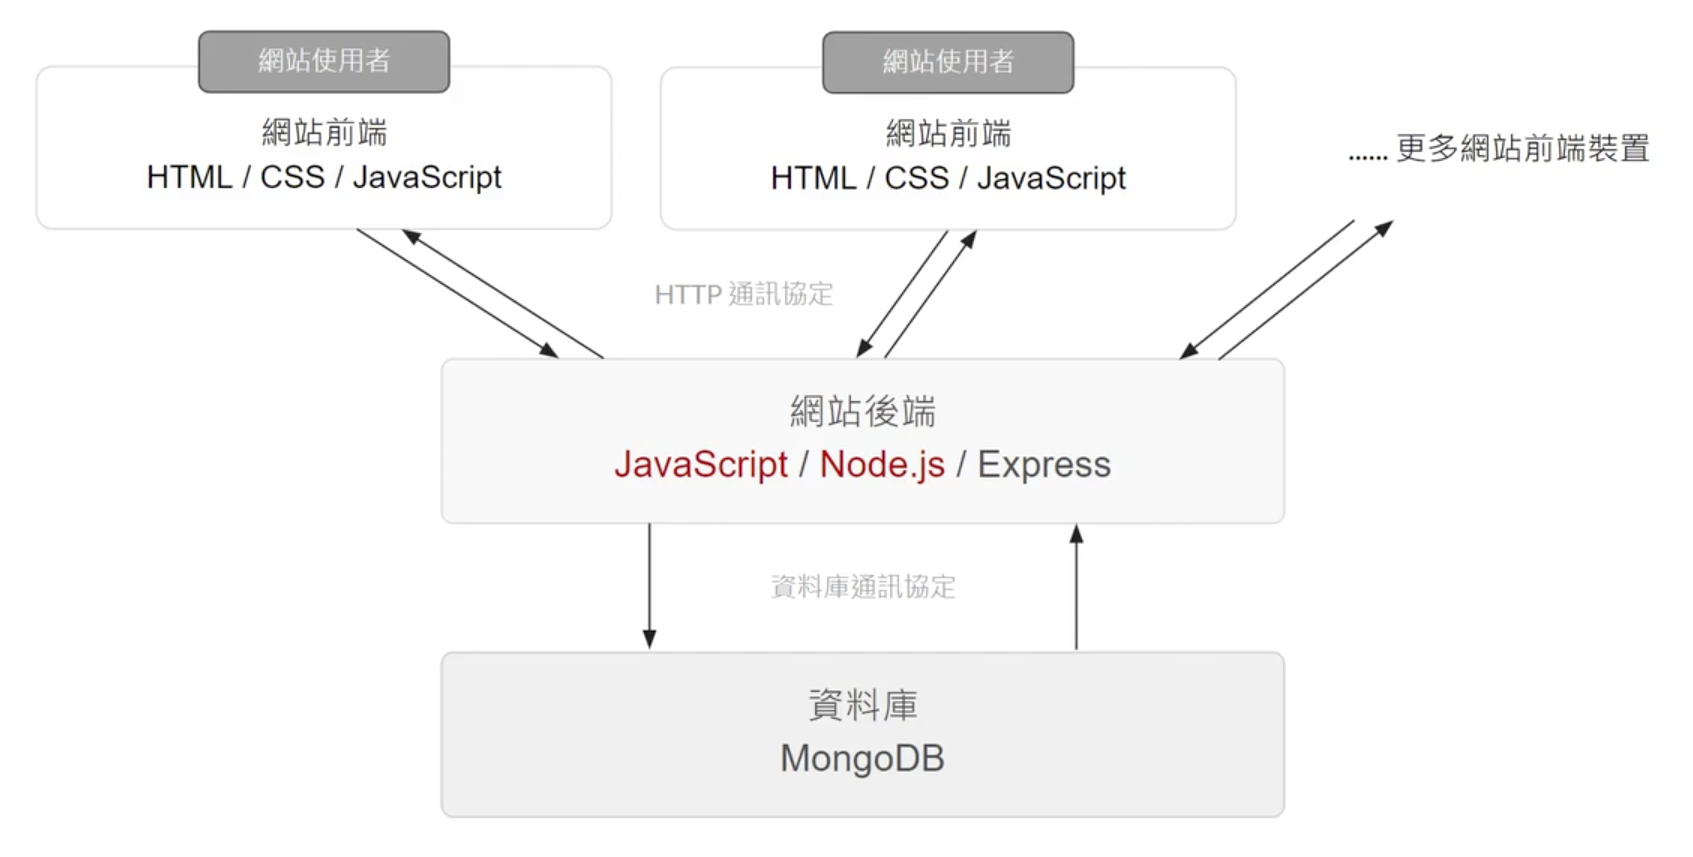 網站使用者
網站前端
HTML / CSS / JavaScript
網站使用者
網站前端
HTML / CSS / JavaScript
...... 更多網站前端裝置
HTTP 通訊協定
網站後端
JavaScript / Node.js / Express
資料庫通訊協定
資料庫
MongoDB